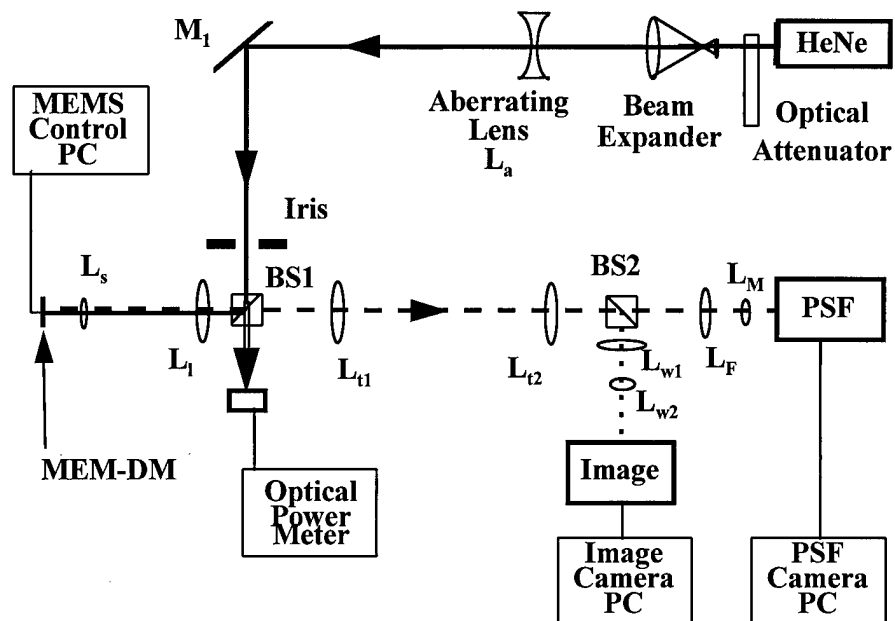 M1
HeNe
Aberrating
Lens
La
Beam
Expander
Optical
Attenuator
MEMS
Control
PC
Iris
Ls
BS1
BS2
LM
PSF
Ll
Lt1
Lt2
Lw1
LF
Lw2
MEM-DM
Optical
Power
Meter
Image
Image
Camera
PC
PSF
Camera
PC